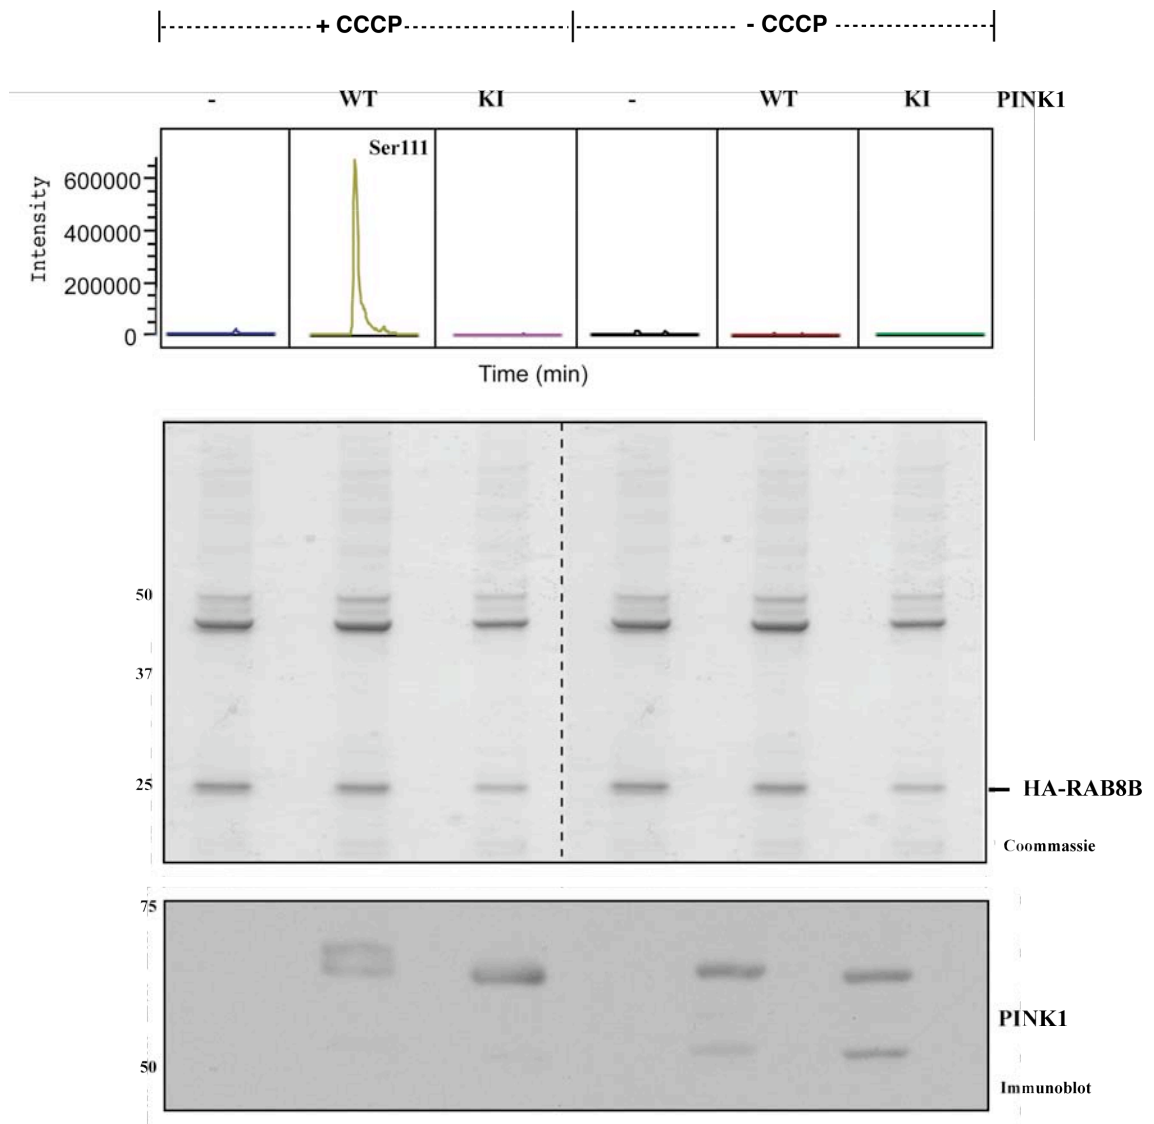 + CCCP - CCCP
- WT KI - WT KI PINK1
Ser111
Intensity
600000
400000
200000
0
Time (min)
50
37
25
HA-RAB8B
Coommassie
75
PINK1
50
Immunoblot